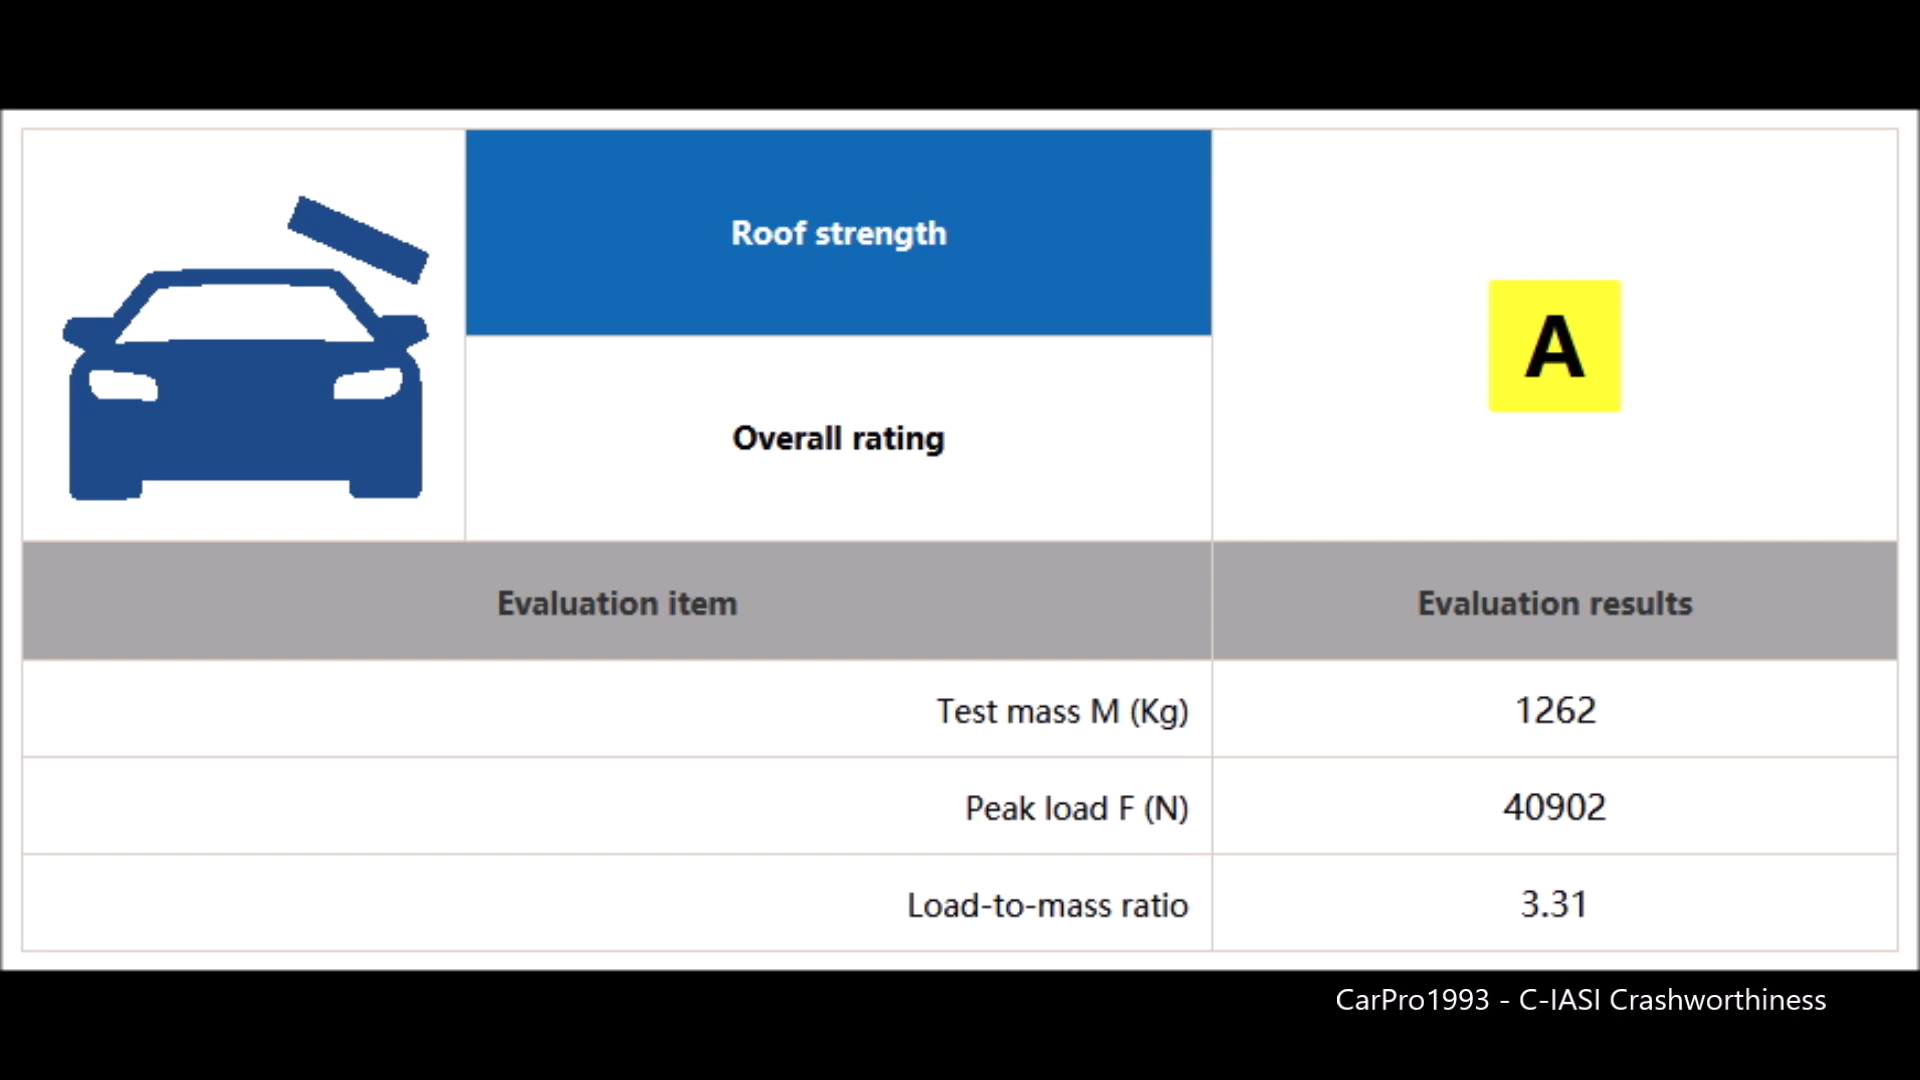 Roof strength
A
Overall rating
Evaluation item
Evaluation results
Test mass M (Kg)
1262
Peak load F (N)
40902
Load-to-mass ratio
3.31
CarPro1993 - C-IASI Crashworthiness